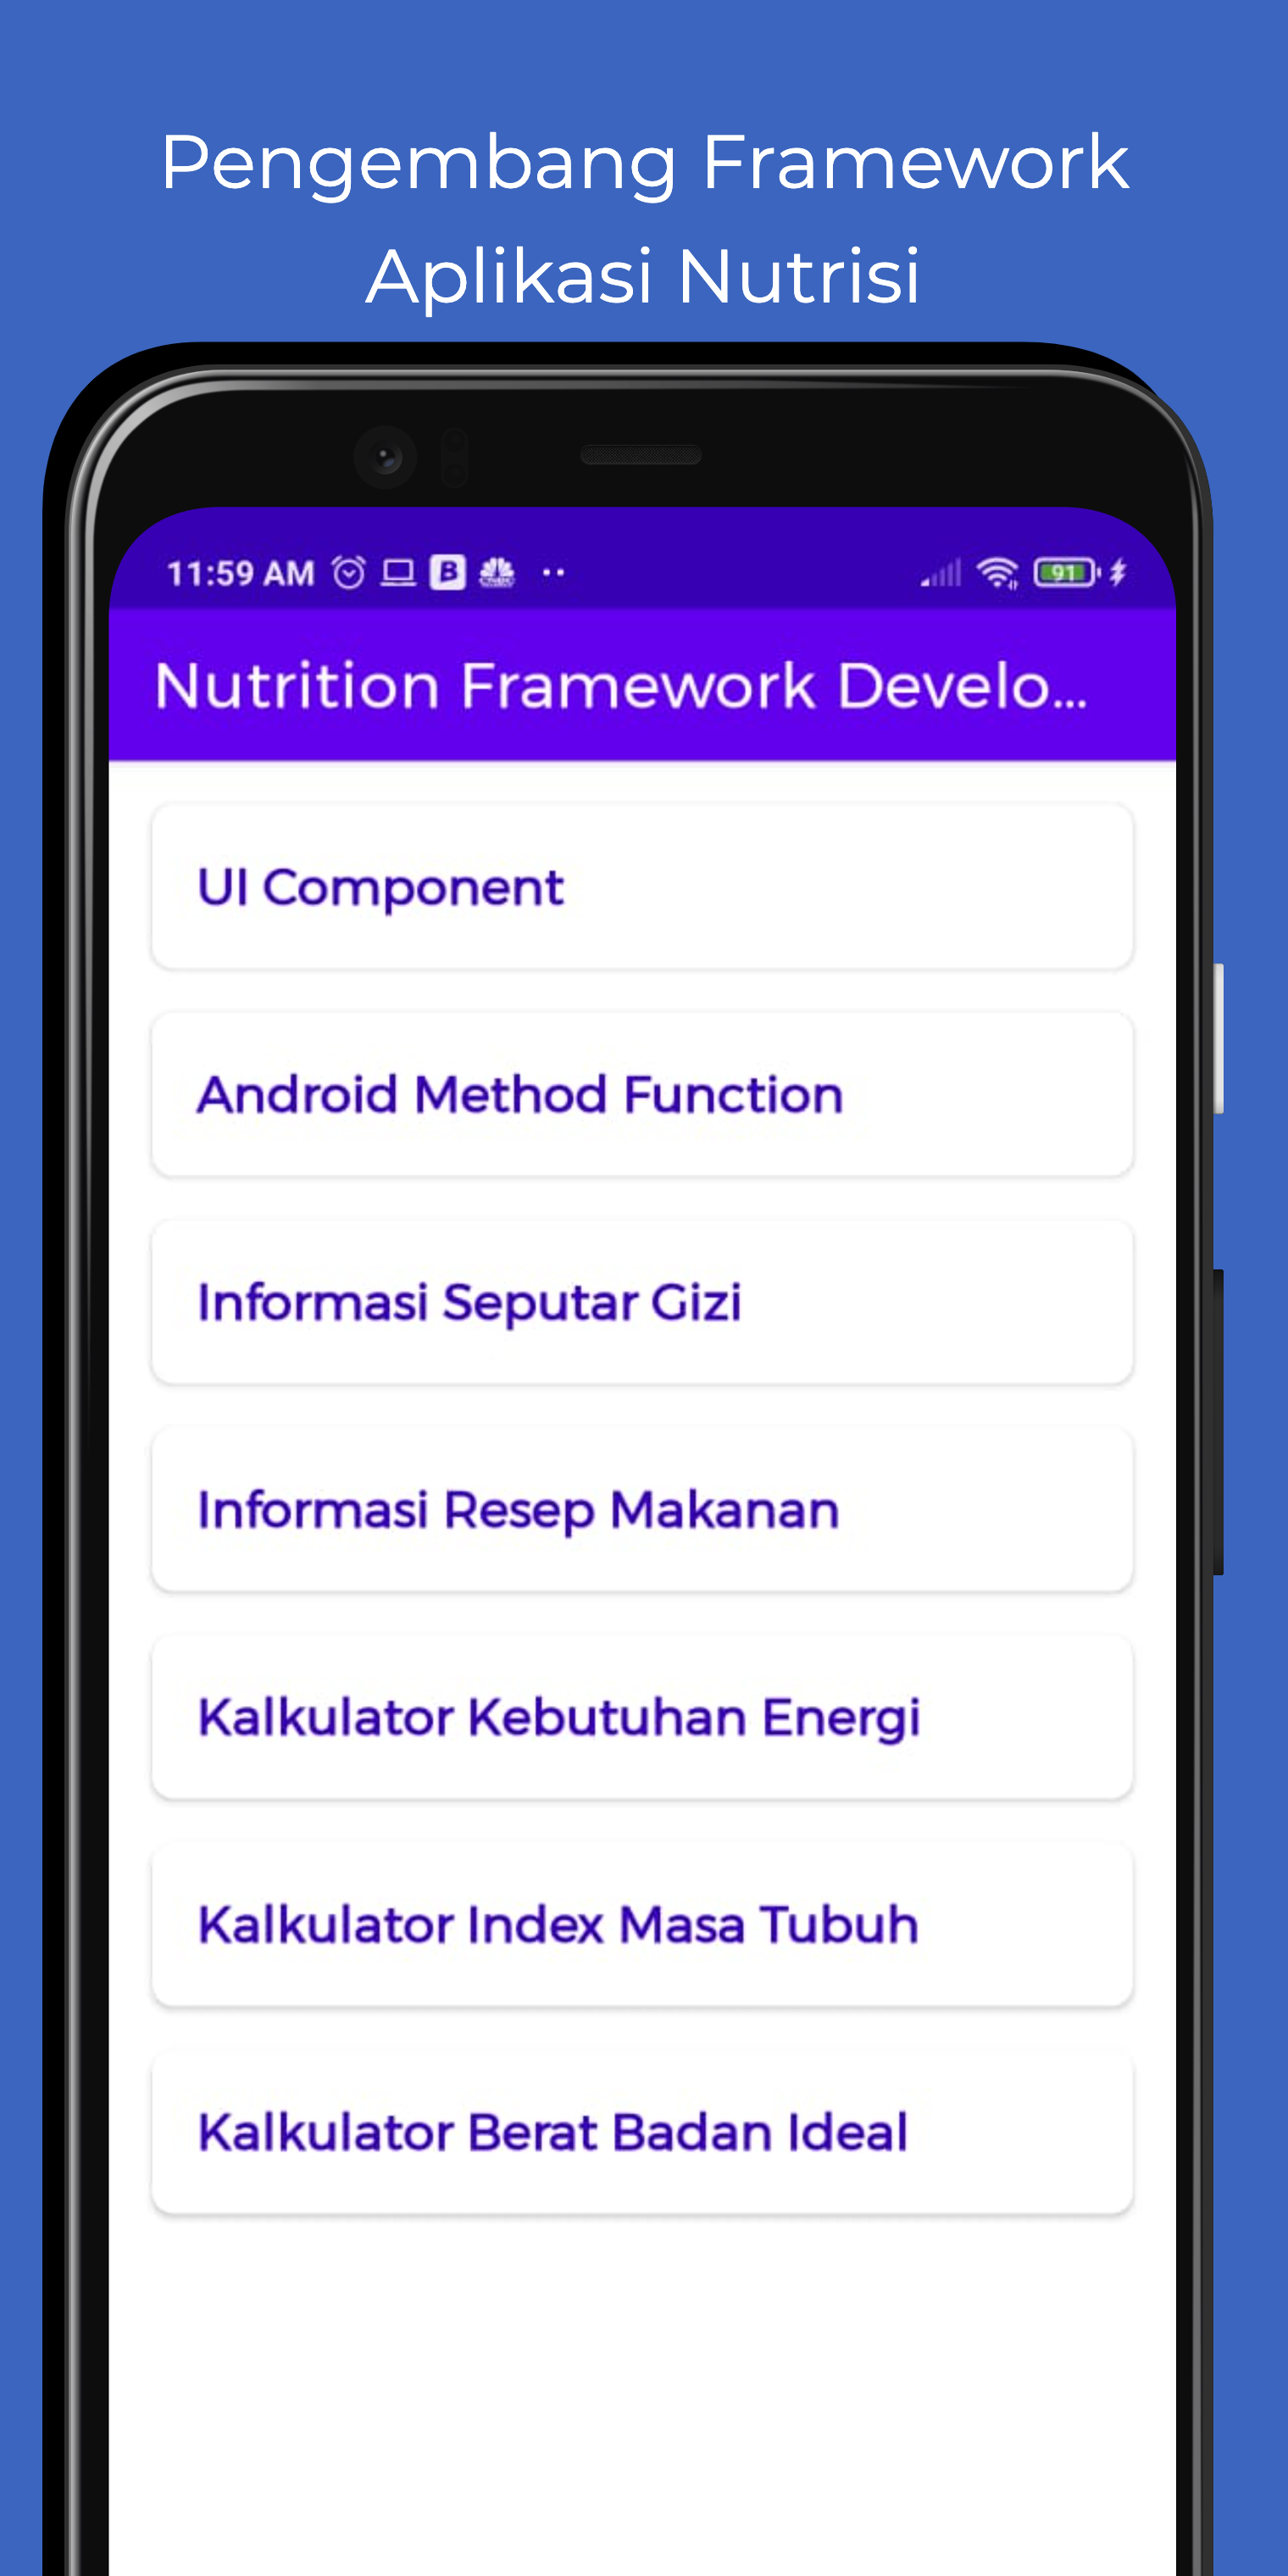 Pengembang Framework
Aplikasi Nutrisi
11:59 AM B 91
Nutrition Framework Develo...
UI Component
Android Method Function
Informasi Seputar Gizi
Informasi Resep Makanan
Kalkulator Kebutuhan Energi
Kalkulator Index Masa Tubuh
Kalkulator Berat Badan Ideal